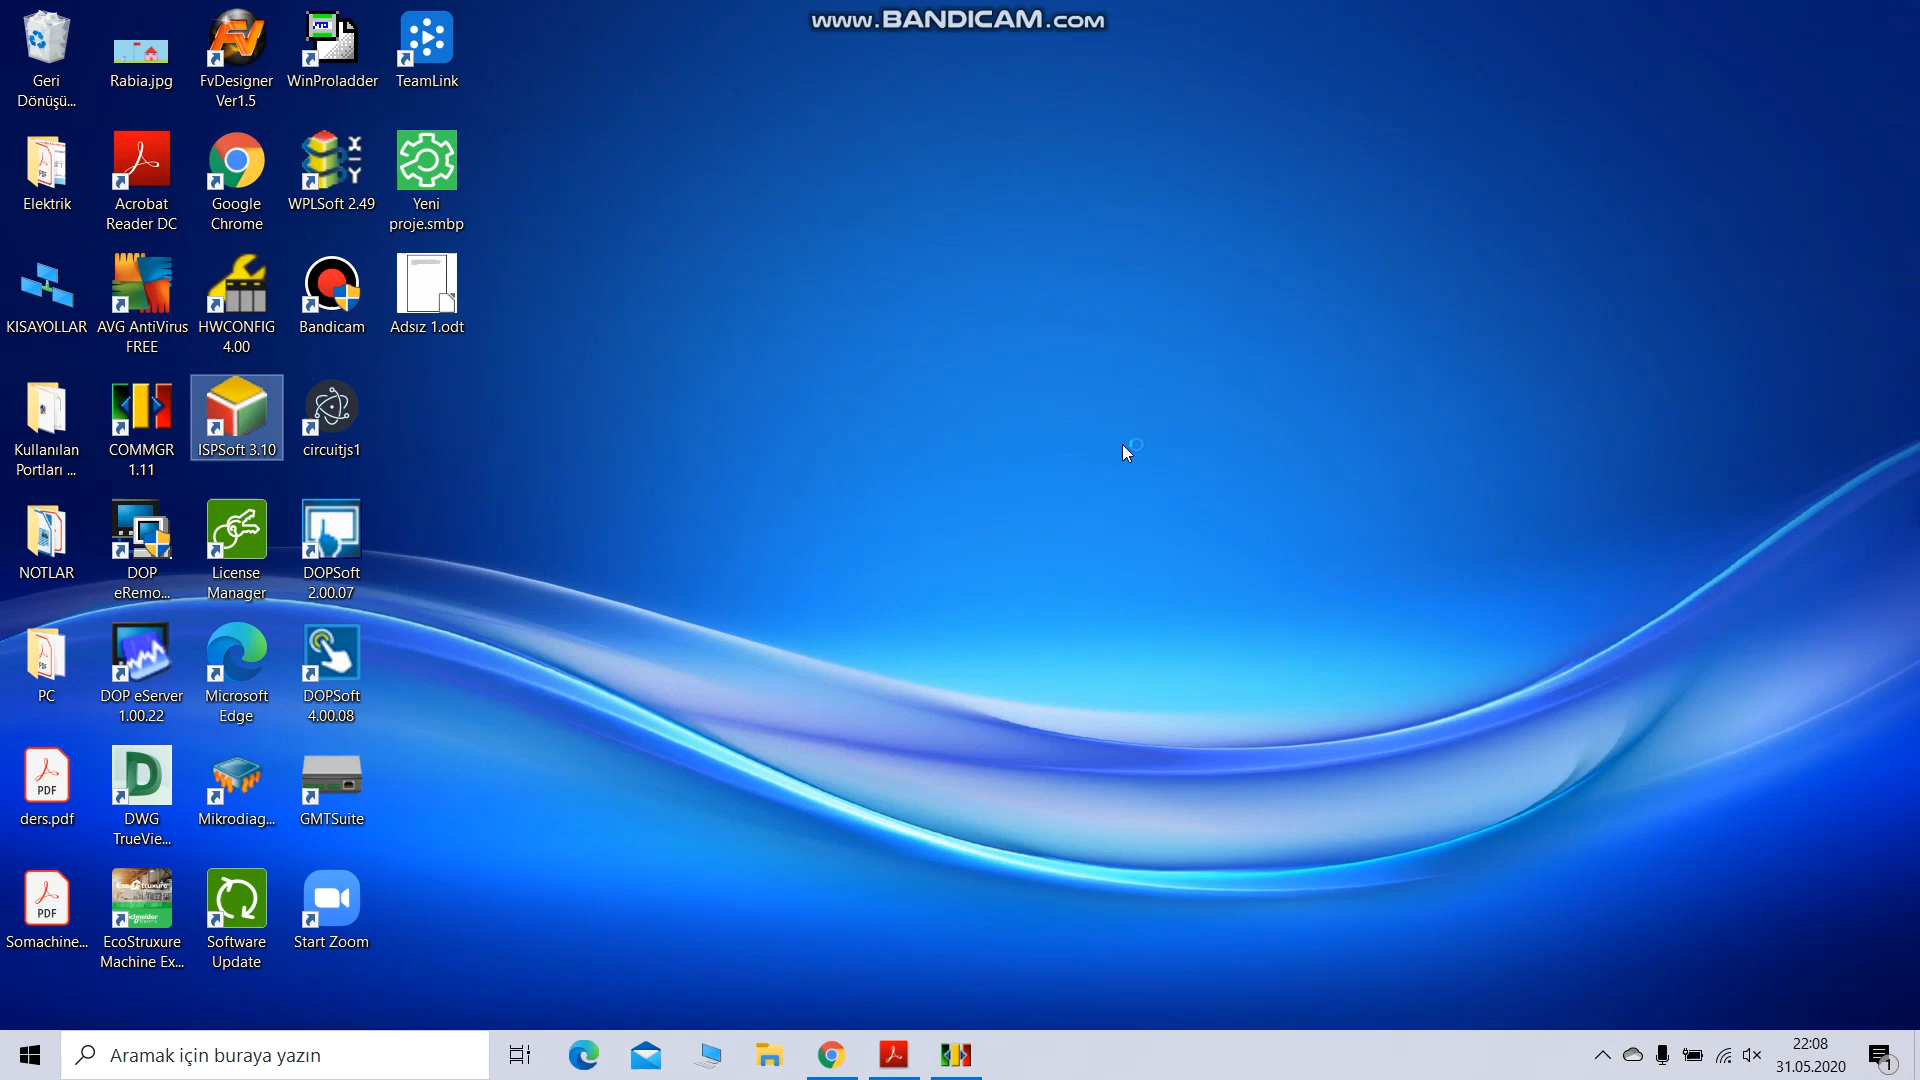 www.BANDICAM.com
Geri
Dönüşü...
Rabia.jpg
FvDesigner
Ver1.5
WinProladder
TeamLink
Elektrik
Acrobat
Reader DC
Google
Chrome
WPLSoft 2.49
Yeni
proje.smbp
KISAYOLLAR
AVG AntiVirus
FREE
HWCONFIG
4.00
Bandicam
Adsız 1.odt
Kullanılan
Portları ...
COMMGR
1.11
ISPSoft 3.10
circuitjs1
NOTLAR
DOP
eRemo...
License
Manager
DOPSoft
2.00.07
PC
DOP eServer
1.00.22
Microsoft
Edge
DOPSoft
4.00.08
PDF
ders.pdf
DWG
TrueVie...
Mikrodiag...
GMTSuite
PDF
Somachine...
EcoStruxure
Machine Ex...
Software
Update
Start Zoom
Aramak için buraya yazın
22:08
31.05.2020
1